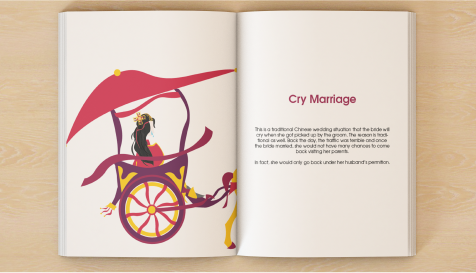 Cry Marriage
This is a traditional Chinese wedding situation that the bride will
cry when she got picked up by the groom. The reason is tradi-
tional as well. Back the day, the traffic was terrible and once
the bride married, she would not have many chances to come
back visiting her parents.
In fact, she would only go back under her husband's permition.